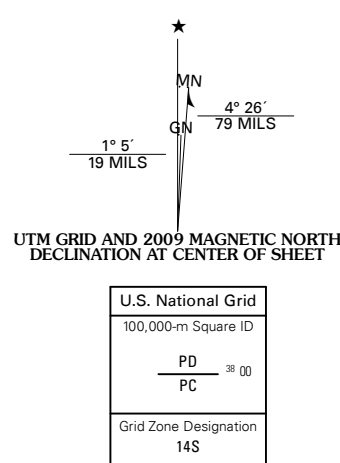 ★
MN
4° 26´
79 MILS
GN
1° 5´
19 MILS
UTM GRID AND 2009 MAGNETIC NORTH
DECLINATION AT CENTER OF SHEET
U.S. National Grid
100,000-m Square ID
PD
38 00
PC
Grid Zone Designation
14S